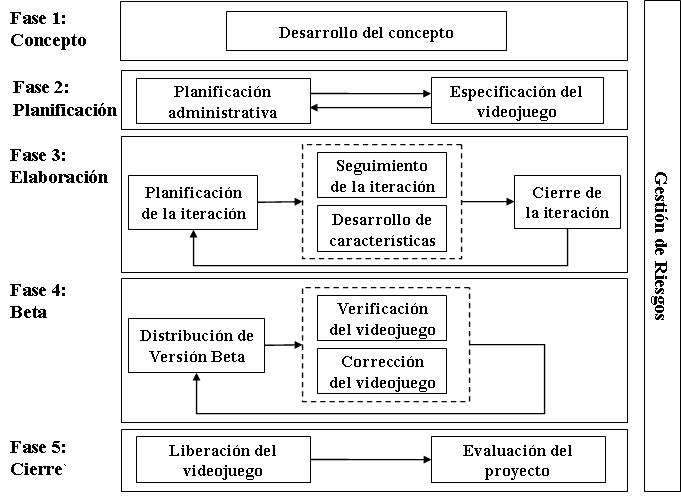 Fase 1:
Concepto
Desarrollo del concepto
Fase 2:
Planificación
Planificación
administrativa
Especificación del
videojuego
Fase 3:
Elaboración
Planificación
de la iteración
Seguimiento
de la iteración
Desarrollo de
características
Cierre de
la iteración
Fase 4:
Beta
Distribución de
Versión Beta
Verificación
del videojuego
Corrección
del videojuego
Fase 5:
Cierre`
Liberación del
videojuego
Evaluación del
proyecto
Gestión de Riesgos